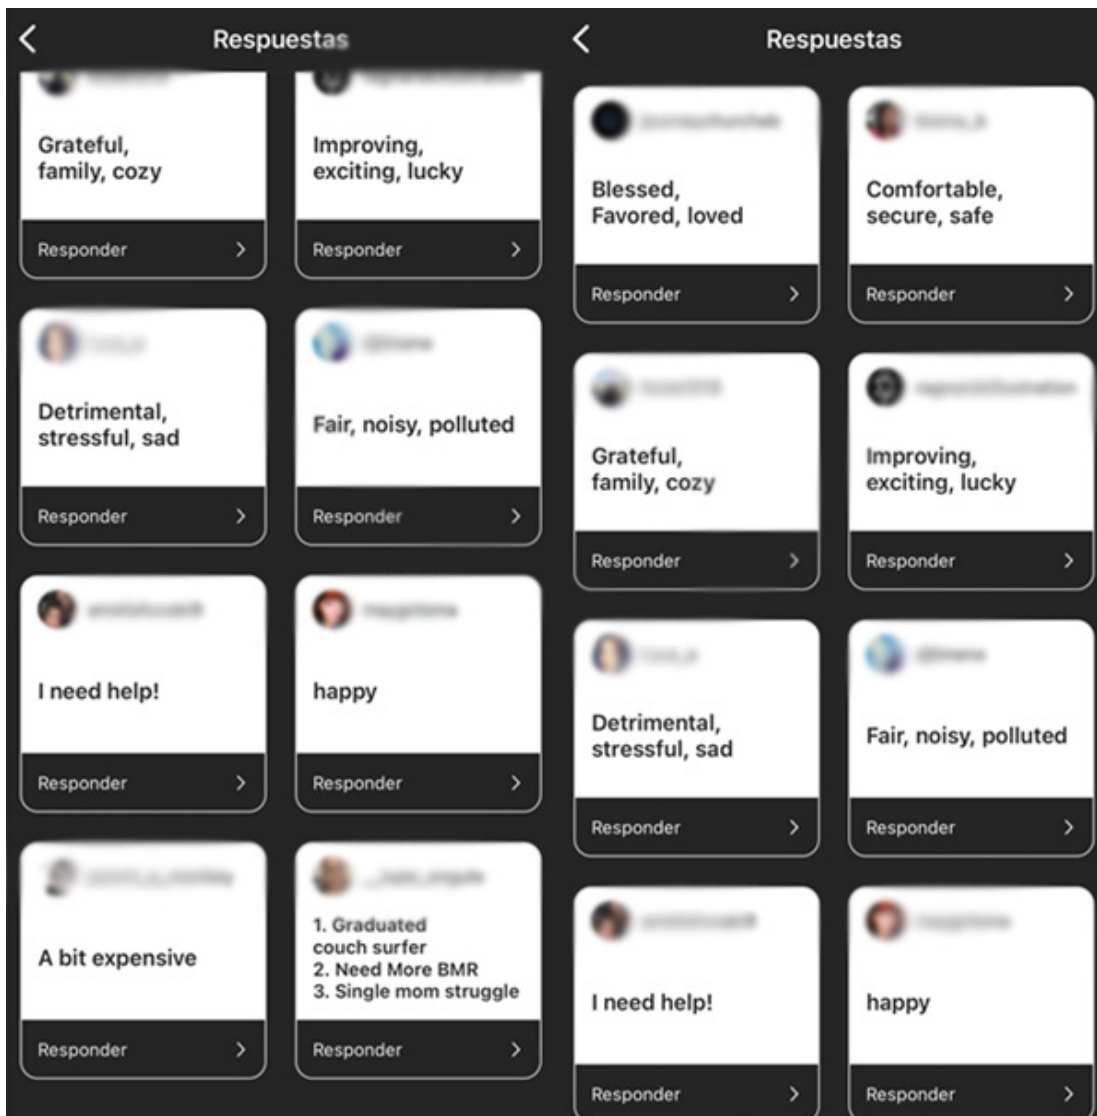 Respuestas
Grateful,
family, cozy
Responder
Improving,
exciting, lucky
Responder
Detrimental,
stressful, sad
Responder
Fair, noisy, polluted
Responder
I need help!
Responder
happy
Responder
A bit expensive
Responder
1. Graduated
couch surfer
2. Need More BMR
3. Single mom struggle
Responder
Respuestas
Blessed,
Favored, loved
Responder
Comfortable,
secure, safe
Responder
Grateful,
family, cozy
Responder
Improving,
exciting, lucky
Responder
Detrimental,
stressful, sad
Responder
Fair, noisy, polluted
Responder
I need help!
Responder
happy
Responder